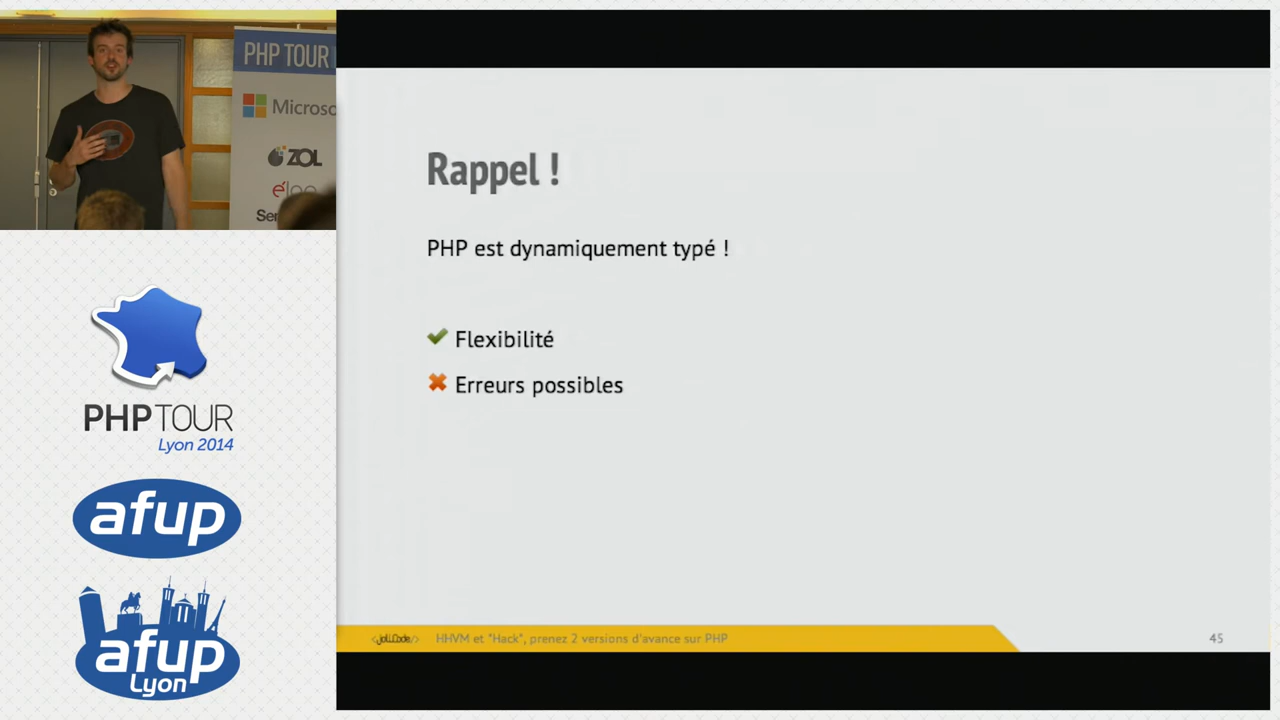 PHP TOUR
Microso
ZOL
Rappel !
PHP est dynamiquement typé !
Flexibilité
Erreurs possibles
PHPTOUR
Lyon 2014
afup
afup
Lyon
<JoliCode/>
HHVM et "Hack", prenez 2 versions d'avance sur PHP
45